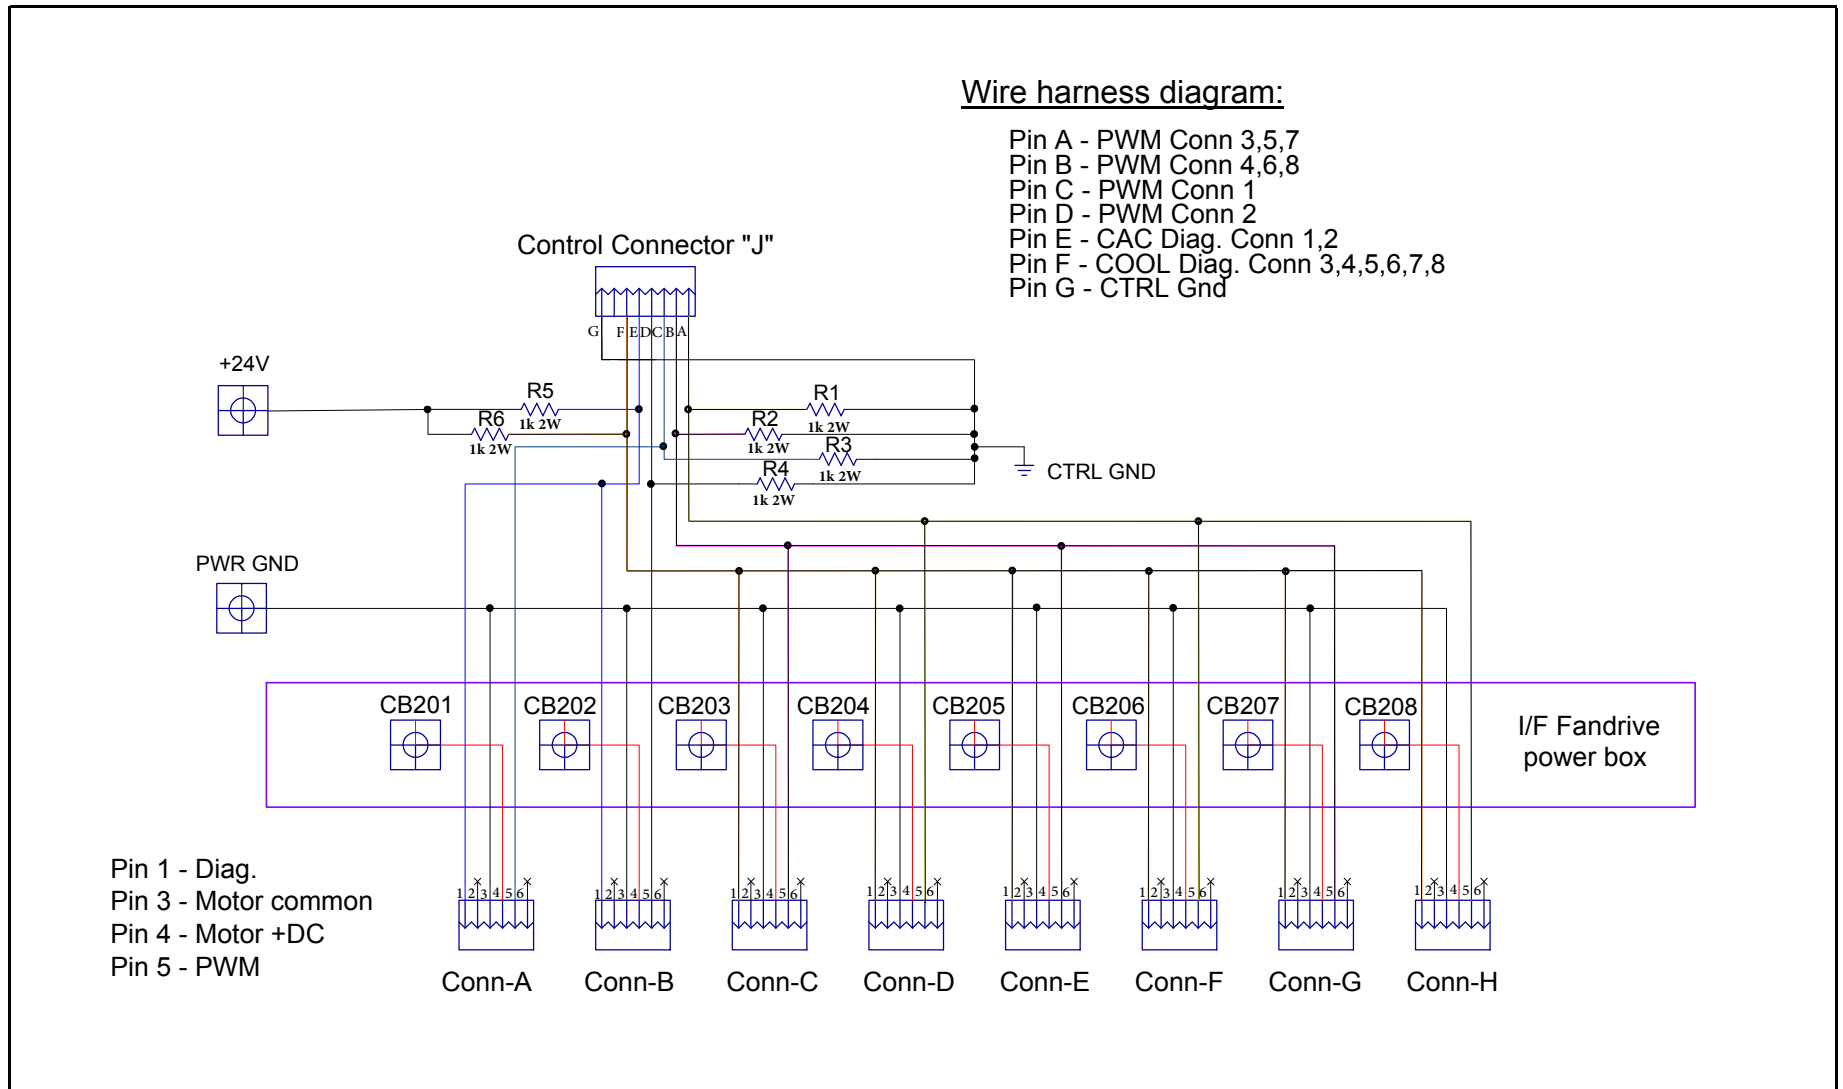 Wire harness diagram:
Pin A - PWM Conn 3,5,7
Pin B - PWM Conn 4,6,8
Pin C - PWM Conn 1
Pin D - PWM Conn 2
Pin E - CAC Diag. Conn 1,2
Pin F - COOL Diag. Conn 3,4,5,6,7,8
Pin G - CTRL Gnd
Control Connector "J"
G F E D C B A
+24V
R5
1k 2W
R6
1k 2W
R1
1k 2W
R2
1k 2W
R3
1k 2W
R4
1k 2W
CTRL GND
PWR GND
CB201 CB202 CB203 CB204 CB205 CB206 CB207 CB208
I/F Fandrive
power box
Pin 1 - Diag.
Pin 3 - Motor common
Pin 4 - Motor +DC
Pin 5 - PWM
1 2 3 4 5 6 1 2 3 4 5 6 1 2 3 4 5 6 1 2 3 4 5 6 1 2 3 4 5 6 1 2 3 4 5 6 1 2 3 4 5 6 1 2 3 4 5 6
Conn-A Conn-B Conn-C Conn-D Conn-E Conn-F Conn-G Conn-H